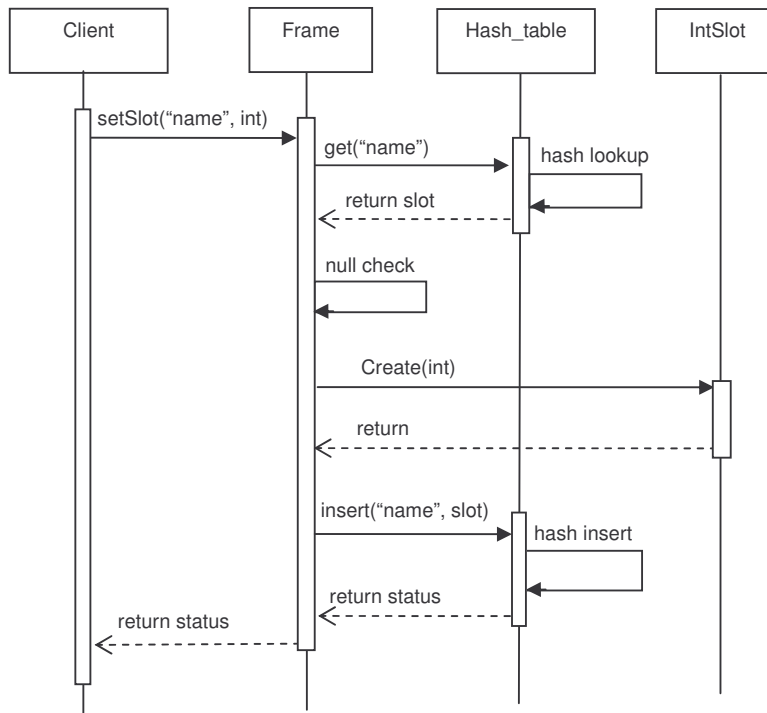 Client
Frame
Hash_table
IntSlot
setSlot(“name”, int)
get(“name”)
hash lookup
return slot
null check
Create(int)
return
insert(“name”, slot)
hash insert
return status
return status